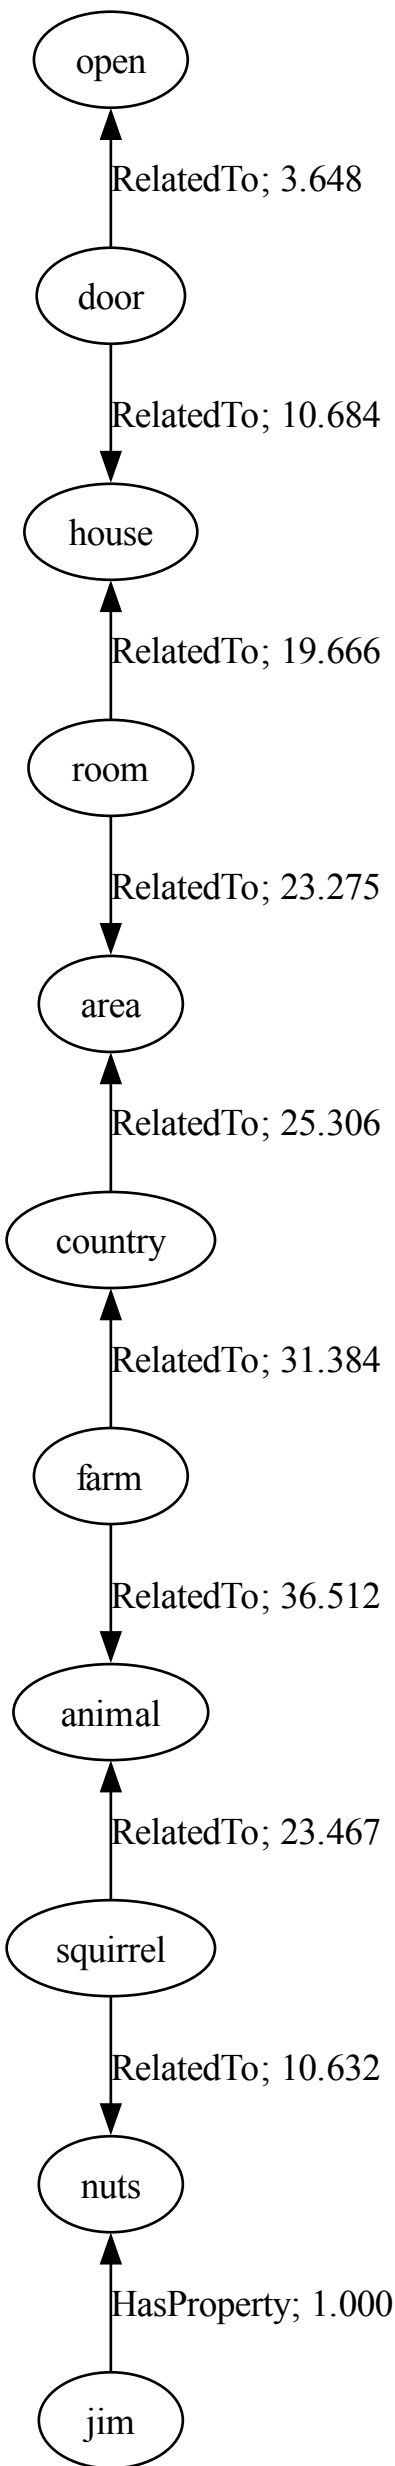 open
RelatedTo; 3.648
door
RelatedTo; 10.684
house
RelatedTo; 19.666
room
RelatedTo; 23.275
area
RelatedTo; 25.306
country
RelatedTo; 31.384
farm
RelatedTo; 36.512
animal
RelatedTo; 23.467
squirrel
RelatedTo; 10.632
nuts
HasProperty; 1.000
jim